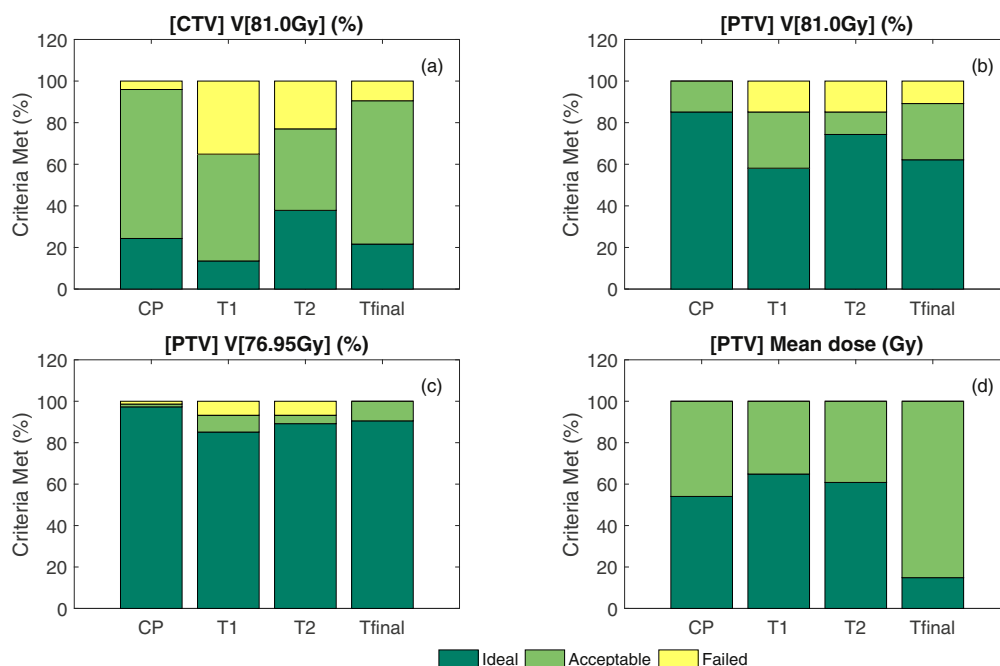 [CTV] V[81.0Gy] (%)
120
100
80
60
40
20
0
Criteria Met (%)
(a)
CP T1 T2 Tfinal
[PTV] V[81.0Gy] (%)
120
100
80
60
40
20
0
Criteria Met (%)
(b)
CP T1 T2 Tfinal
[PTV] V[76.95Gy] (%)
120
100
80
60
40
20
0
Criteria Met (%)
(c)
CP T1 T2 Tfinal
[PTV] Mean dose (Gy)
120
100
80
60
40
20
0
Criteria Met (%)
(d)
CP T1 T2 Tfinal
Ideal Acceptable Failed